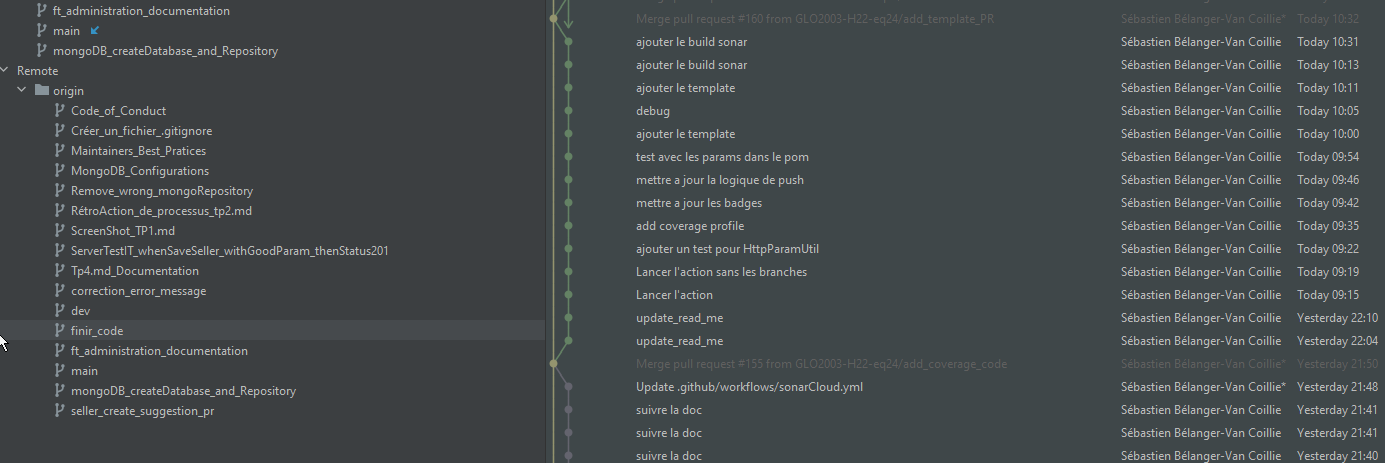 ft_administration_documentation
main
mongoDB_createDatabase_and_Repository
Remote
origin
Code_of_Conduct
Créer_un_fichier_.gitignore
Maintainers_Best_Pratices
MongoDB_Configurations
Remove_wrong_mongoRepository
RétroAction_de_processus_tp2.md
ScreenShot_TP1.md
ServerTestIT_whenSaveSeller_withGoodParam_thenStatus201
Tp4.md_Documentation
correction_error_message
dev
finir_code
ft_administration_documentation
main
mongoDB_createDatabase_and_Repository
seller_create_suggestion_pr
Merge pull request #160 from GLO2003-H22-eq24/add_template_PR Sébastien Bélanger-Van Coillie* Today 10:32
ajouter le build sonar Sébastien Bélanger-Van Coillie Today 10:31
ajouter le build sonar Sébastien Bélanger-Van Coillie Today 10:13
ajouter le template Sébastien Bélanger-Van Coillie Today 10:11
debug Sébastien Bélanger-Van Coillie Today 10:05
ajouter le template Sébastien Bélanger-Van Coillie Today 10:00
test avec les params dans le pom Sébastien Bélanger-Van Coillie Today 09:54
mettre a jour la logique de push Sébastien Bélanger-Van Coillie Today 09:46
mettre a jour les badges Sébastien Bélanger-Van Coillie Today 09:42
add coverage profile Sébastien Bélanger-Van Coillie Today 09:35
ajouter un test pour HttpParamUtil Sébastien Bélanger-Van Coillie Today 09:22
Lancer l'action sans les branches Sébastien Bélanger-Van Coillie Today 09:19
Lancer l'action Sébastien Bélanger-Van Coillie Today 09:15
update_read_me Sébastien Bélanger-Van Coillie Yesterday 22:10
update_read_me Sébastien Bélanger-Van Coillie Yesterday 22:04
Merge pull request #155 from GLO2003-H22-eq24/add_coverage_code Sébastien Bélanger-Van Coillie* Yesterday 21:50
Update .github/workflows/sonarCloud.yml Sébastien Bélanger-Van Coillie* Yesterday 21:48
suivre la doc Sébastien Bélanger-Van Coillie Yesterday 21:41
suivre la doc Sébastien Bélanger-Van Coillie Yesterday 21:41
suivre la doc Sébastien Bélanger-Van Coillie Yesterday 21:40